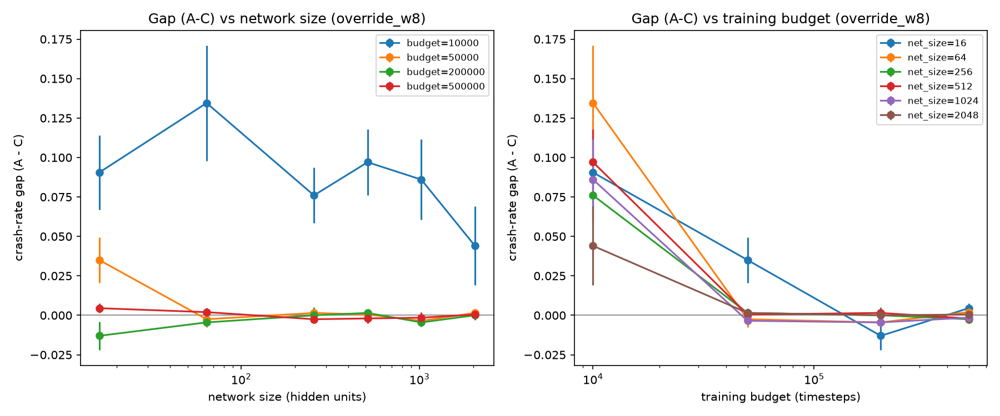 Gap (A-C) vs network size (override_w8)
0.175
0.150
0.125
0.100
0.075
0.050
0.025
0.000
−0.025
crash-rate gap (A - C)
10²
10³
network size (hidden units)
budget=10000
budget=50000
budget=200000
budget=500000
Gap (A-C) vs training budget (override_w8)
0.175
0.150
0.125
0.100
0.075
0.050
0.025
0.000
−0.025
crash-rate gap (A - C)
10⁴
10⁵
training budget (timesteps)
net_size=16
net_size=64
net_size=256
net_size=512
net_size=1024
net_size=2048